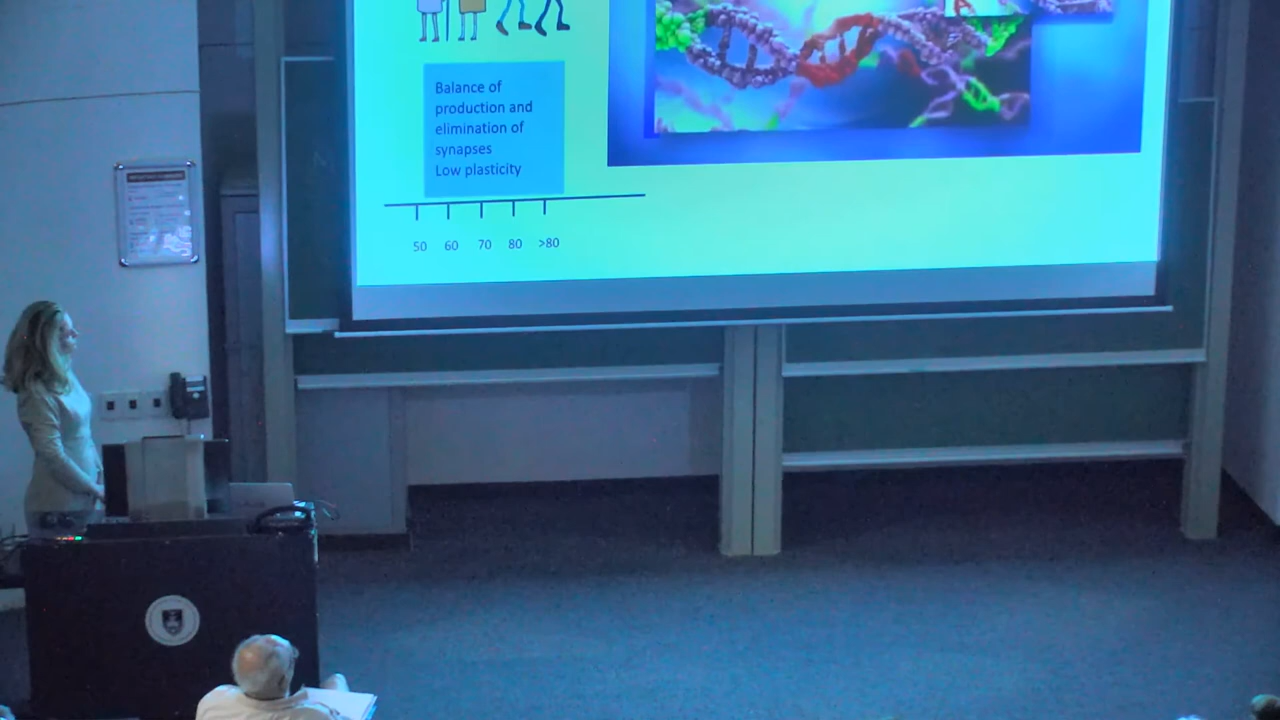 Balance of
production and
elimination of
synapses
Low plasticity
50 60 70 80 >80